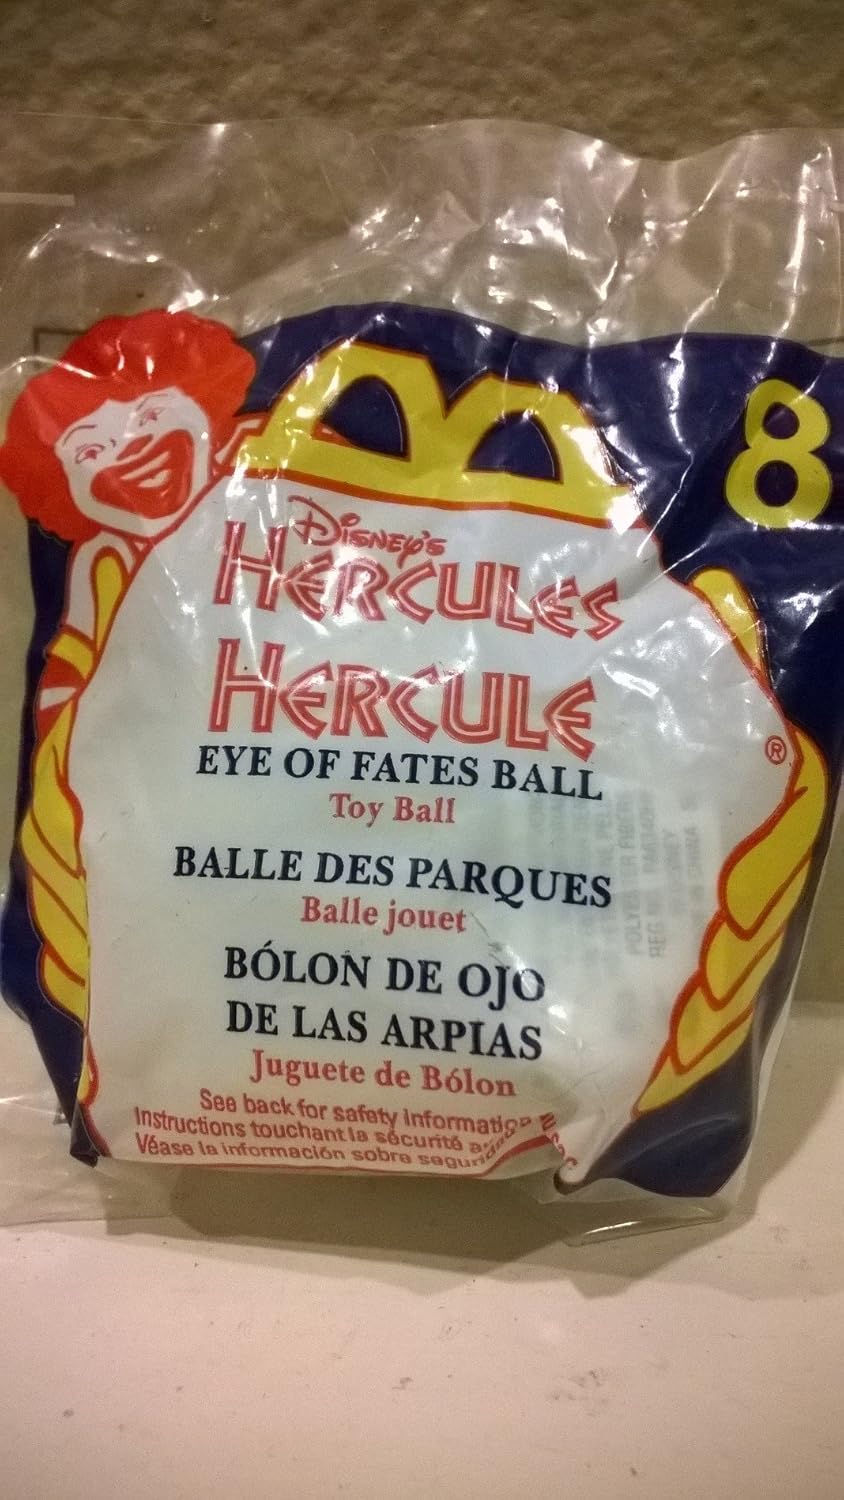 8
DISNEY'S
HERCULES
HERCULE
®
EYE OF FATES BALL
Toy Ball
BALLE DES PARQUES
Balle jouet
BÓLON DE OJO
DE LAS ARPIAS
Juguete de Bólon
See back for safety information
Instructions touchant la sécurité
Véase la información sobre